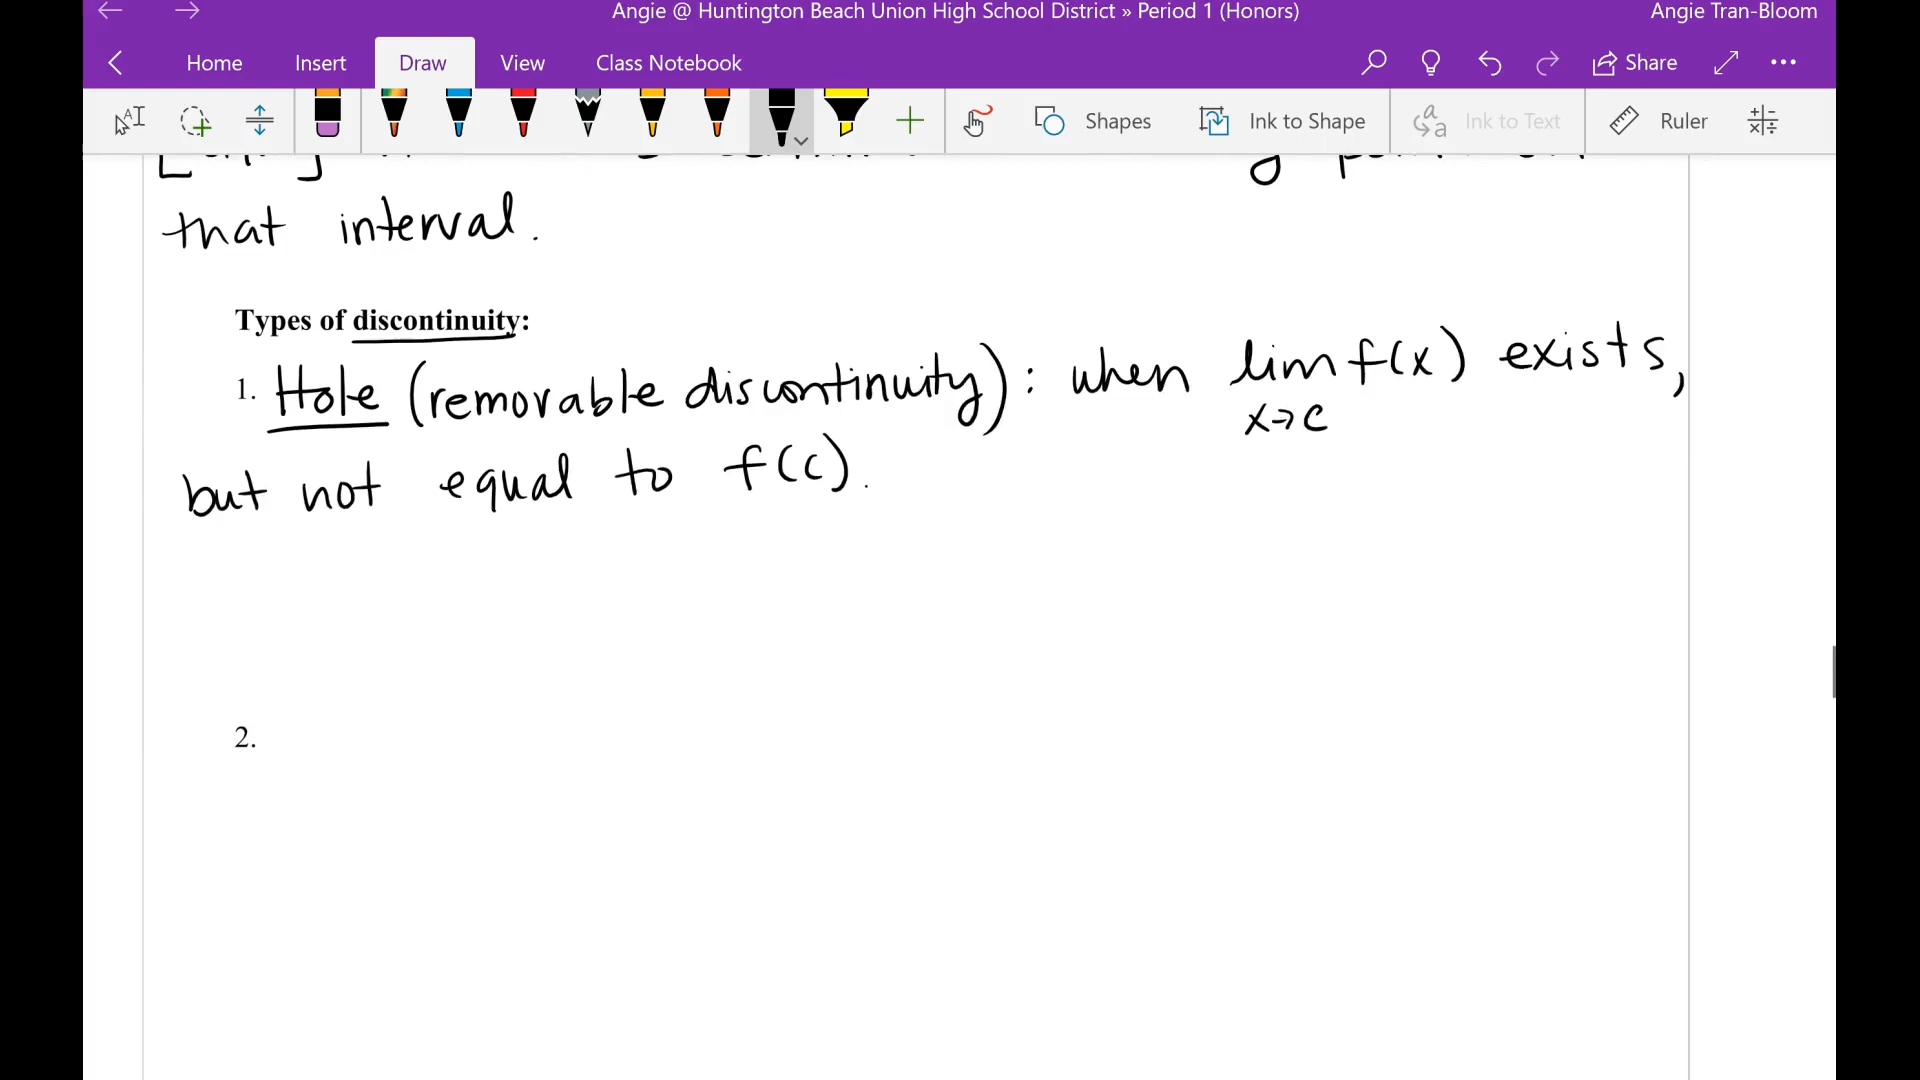 Angie @ Huntington Beach Union High School District » Period 1 (Honors)
Angie Tran-Bloom
Home Insert Draw View Class Notebook Share
Shapes Ink to Shape Ink to Text Ruler
that interval.
Types of discontinuity:
1. Hole (removable discontinuity): when lim f(x) exists,
x→c
but not equal to f(c).
2.